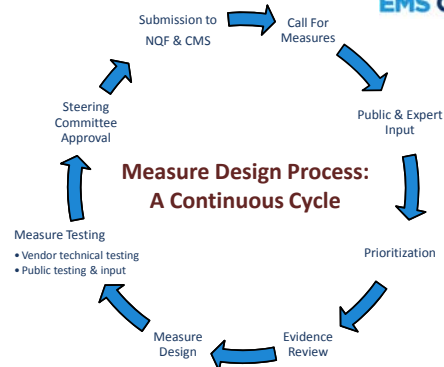 EMS
Submission to
NQF & CMS
Call For
Measures
Public & Expert
Input
Prioritization
Evidence
Review
Measure
Design
Measure Testing
• Vendor technical testing
• Public testing & input
Steering
Committee
Approval
Measure Design Process:
A Continuous Cycle